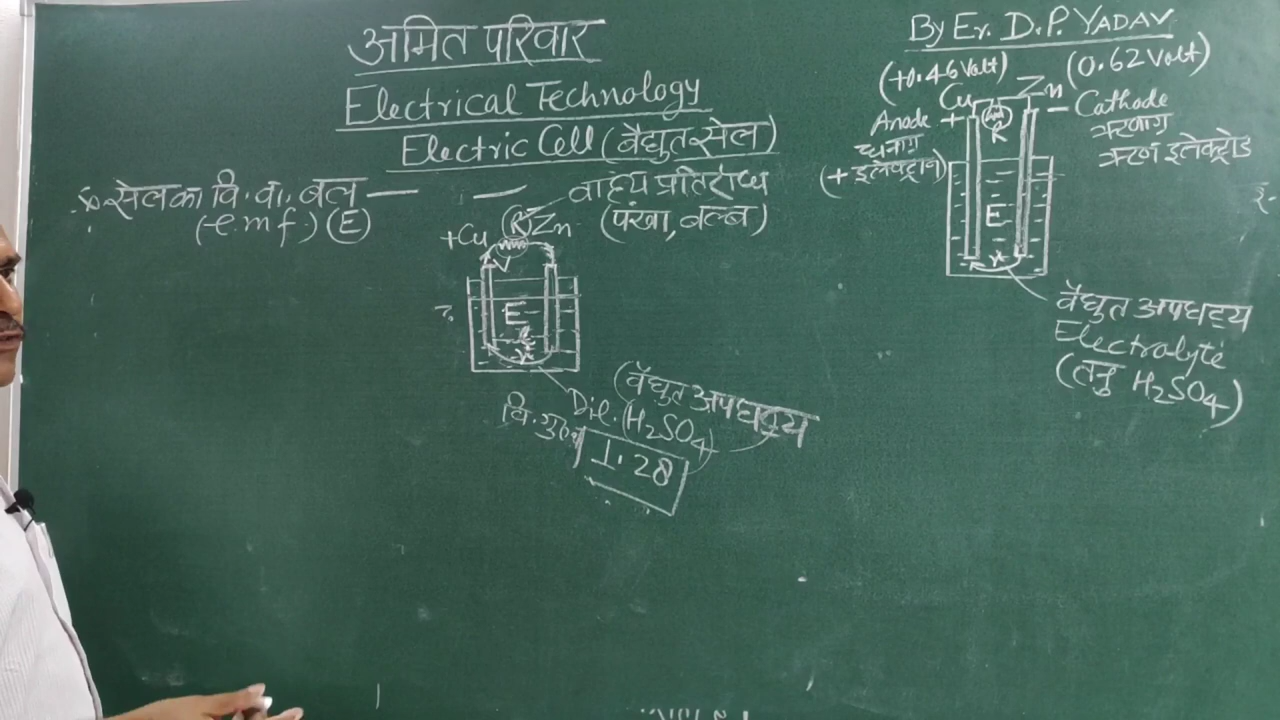 अमित परिवार
Electrical Technology
Electric Cell (वैद्युत सेल)
सेल का वि. वा. बल —
(e.m.f.) (E)
— वाह्य प्रतिरोध
(पंखा, बल्ब)
+Cu R Zn
V
E
r
(वैद्युत अपघट्य
Dil. (H2SO4)
वि. गु.
1.28
By Er. D.P. YADAV
(+0.46 Volt) (0.62 Volt)
Cu Zn
Anode + R – Cathode
धनाग्र ऋणाग्र
(+ इलेक्ट्रान) ऋण इलेक्ट्रोड
E
r
वैद्युत अपघट्य
Electrolyte
(तनु H2SO4)